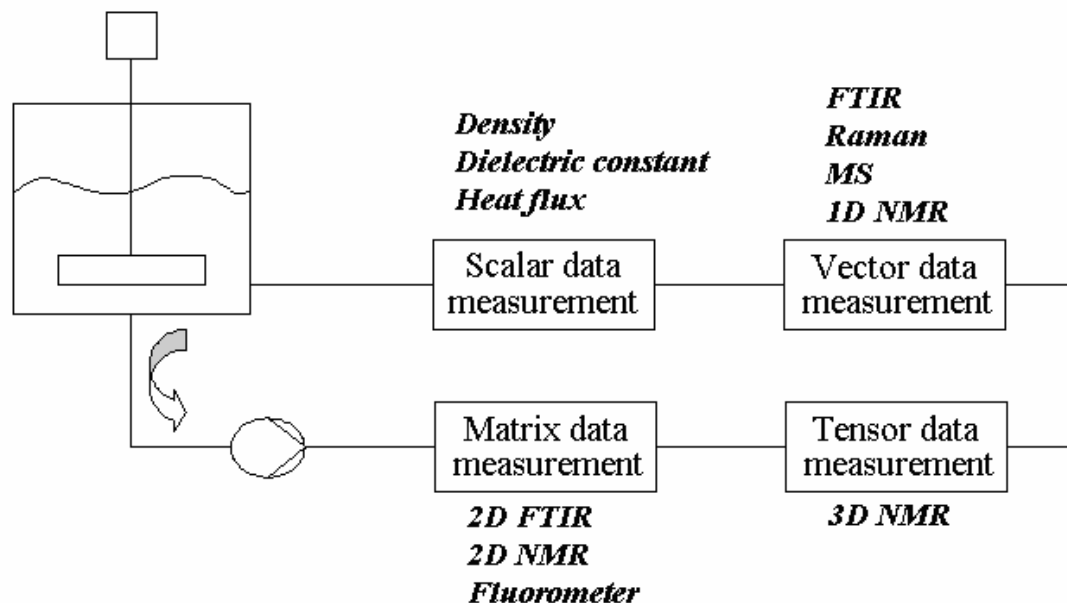 Density
Dielectric constant
Heat flux
FTIR
Raman
MS
1D NMR
Scalar data
measurement
Vector data
measurement
Matrix data
measurement
Tensor data
measurement
2D FTIR
2D NMR
Fluorometer
3D NMR